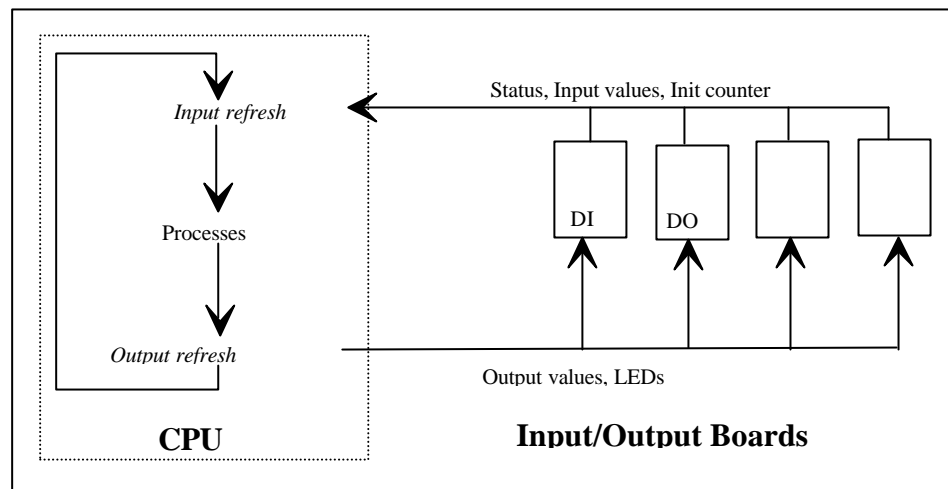 Status, Input values, Init counter
Input refresh
DI
DO
Processes
Output refresh
Output values, LEDs
CPU
Input/Output Boards